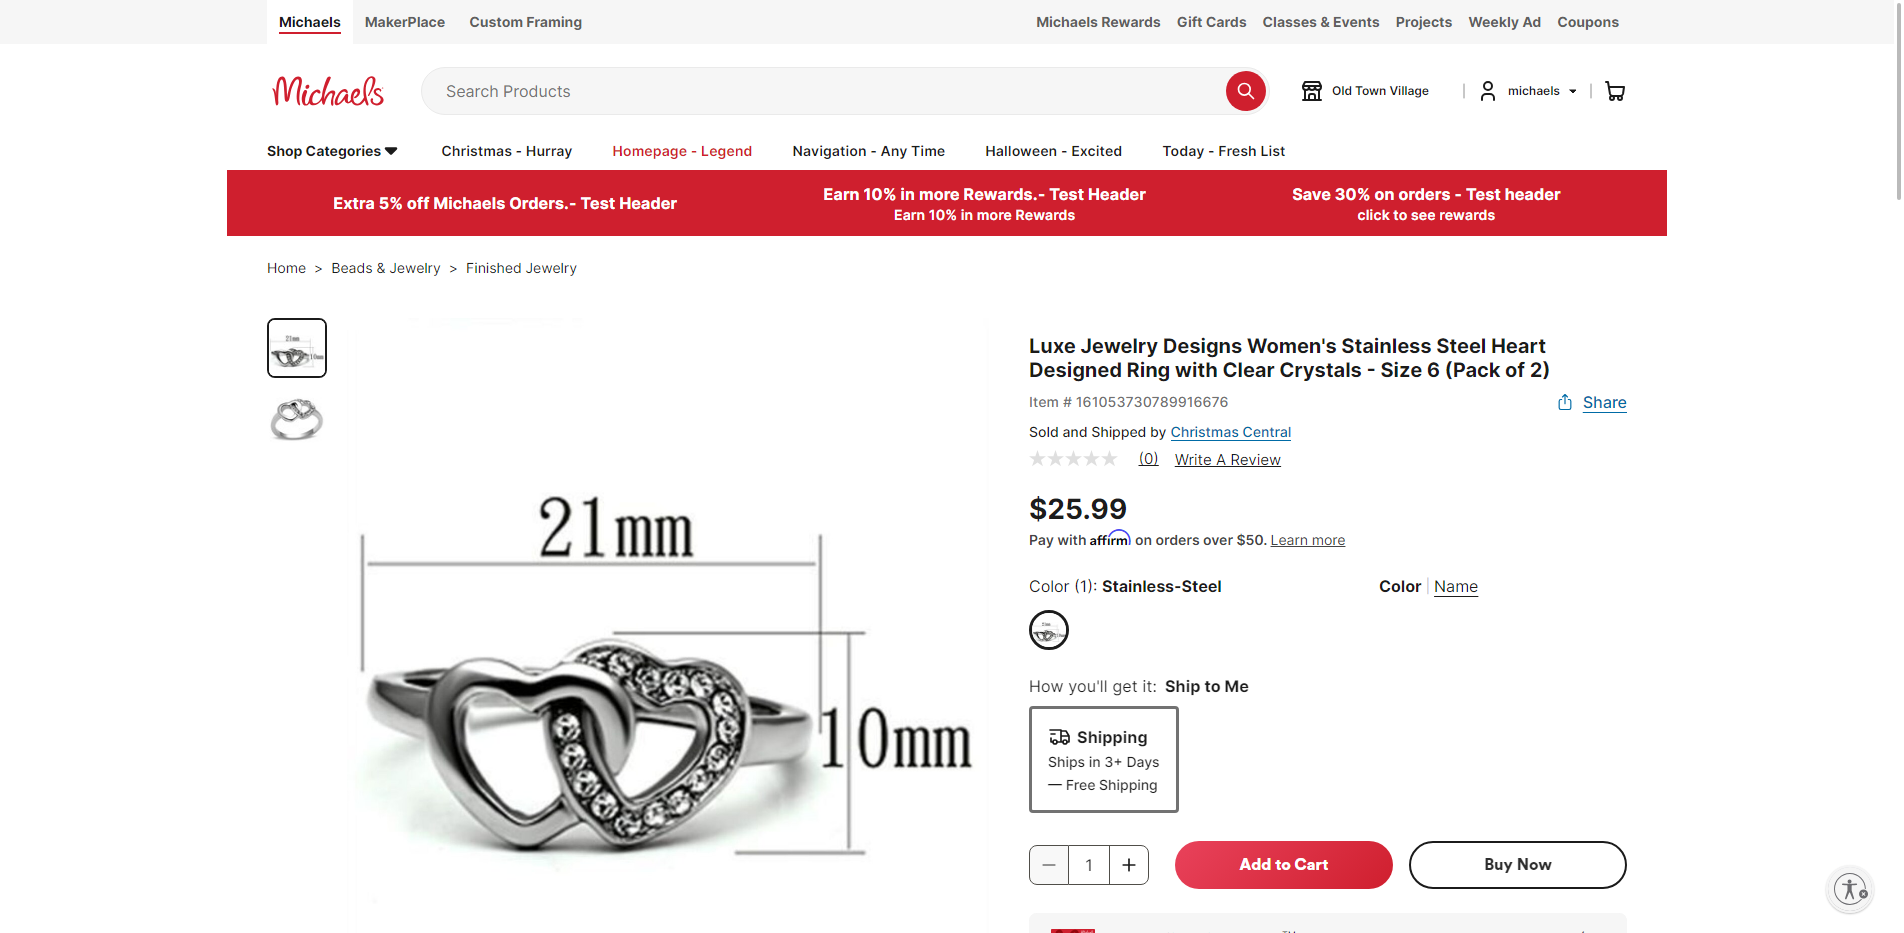 Michaels MakerPlace Custom Framing Michaels Rewards Gift Cards Classes & Events Projects Weekly Ad Coupons
Michaels Search Products Old Town Village michaels
Shop Categories Christmas - Hurray Homepage - Legend Navigation - Any Time Halloween - Excited Today - Fresh List
Extra 5% off Michaels Orders.- Test Header
Earn 10% in more Rewards.- Test Header
Earn 10% in more Rewards
Save 30% on orders - Test header
click to see rewards
Home > Beads & Jewelry > Finished Jewelry
21mm
10mm
21mm
10mm
Luxe Jewelry Designs Women's Stainless Steel Heart
Designed Ring with Clear Crystals - Size 6 (Pack of 2)
Item # 161053730789916676
Share
Sold and Shipped by Christmas Central
(0) Write A Review
$25.99
Pay with affirm on orders over $50. Learn more
Color (1): Stainless-Steel Color | Name
How you'll get it: Ship to Me
Shipping
Ships in 3+ Days
— Free Shipping
1 Add to Cart Buy Now